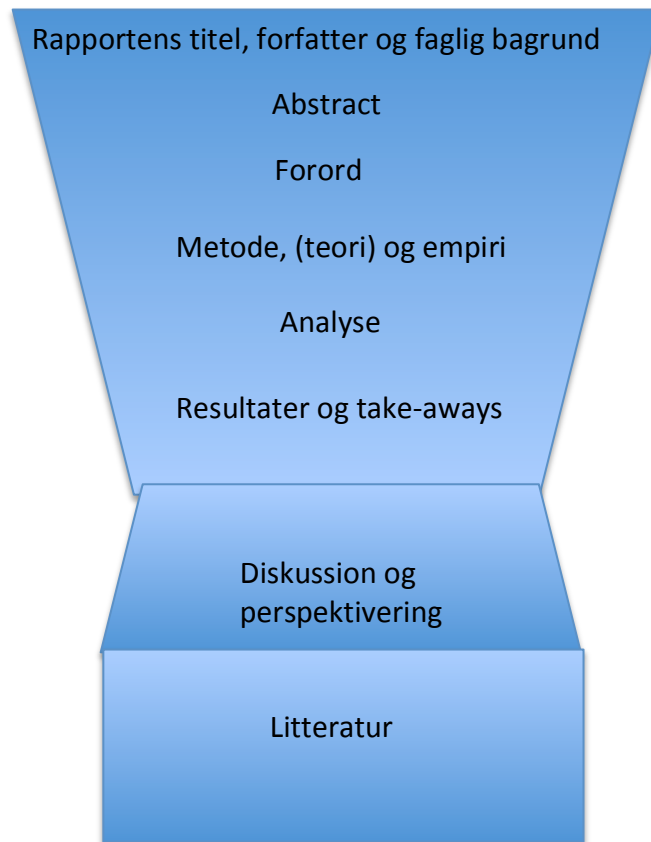 Rapportens titel, forfatter og faglig bagrund
Abstract
Forord
Metode, (teori) og empiri
Analyse
Resultater og take-aways
Diskussion og
perspektivering
Litteratur